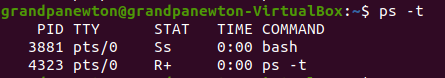 grandpanewton@grandpanewton-VirtualBox:~$ ps -t
PID TTY STAT TIME COMMAND
3881 pts/0 Ss 0:00 bash
4323 pts/0 R+ 0:00 ps -t